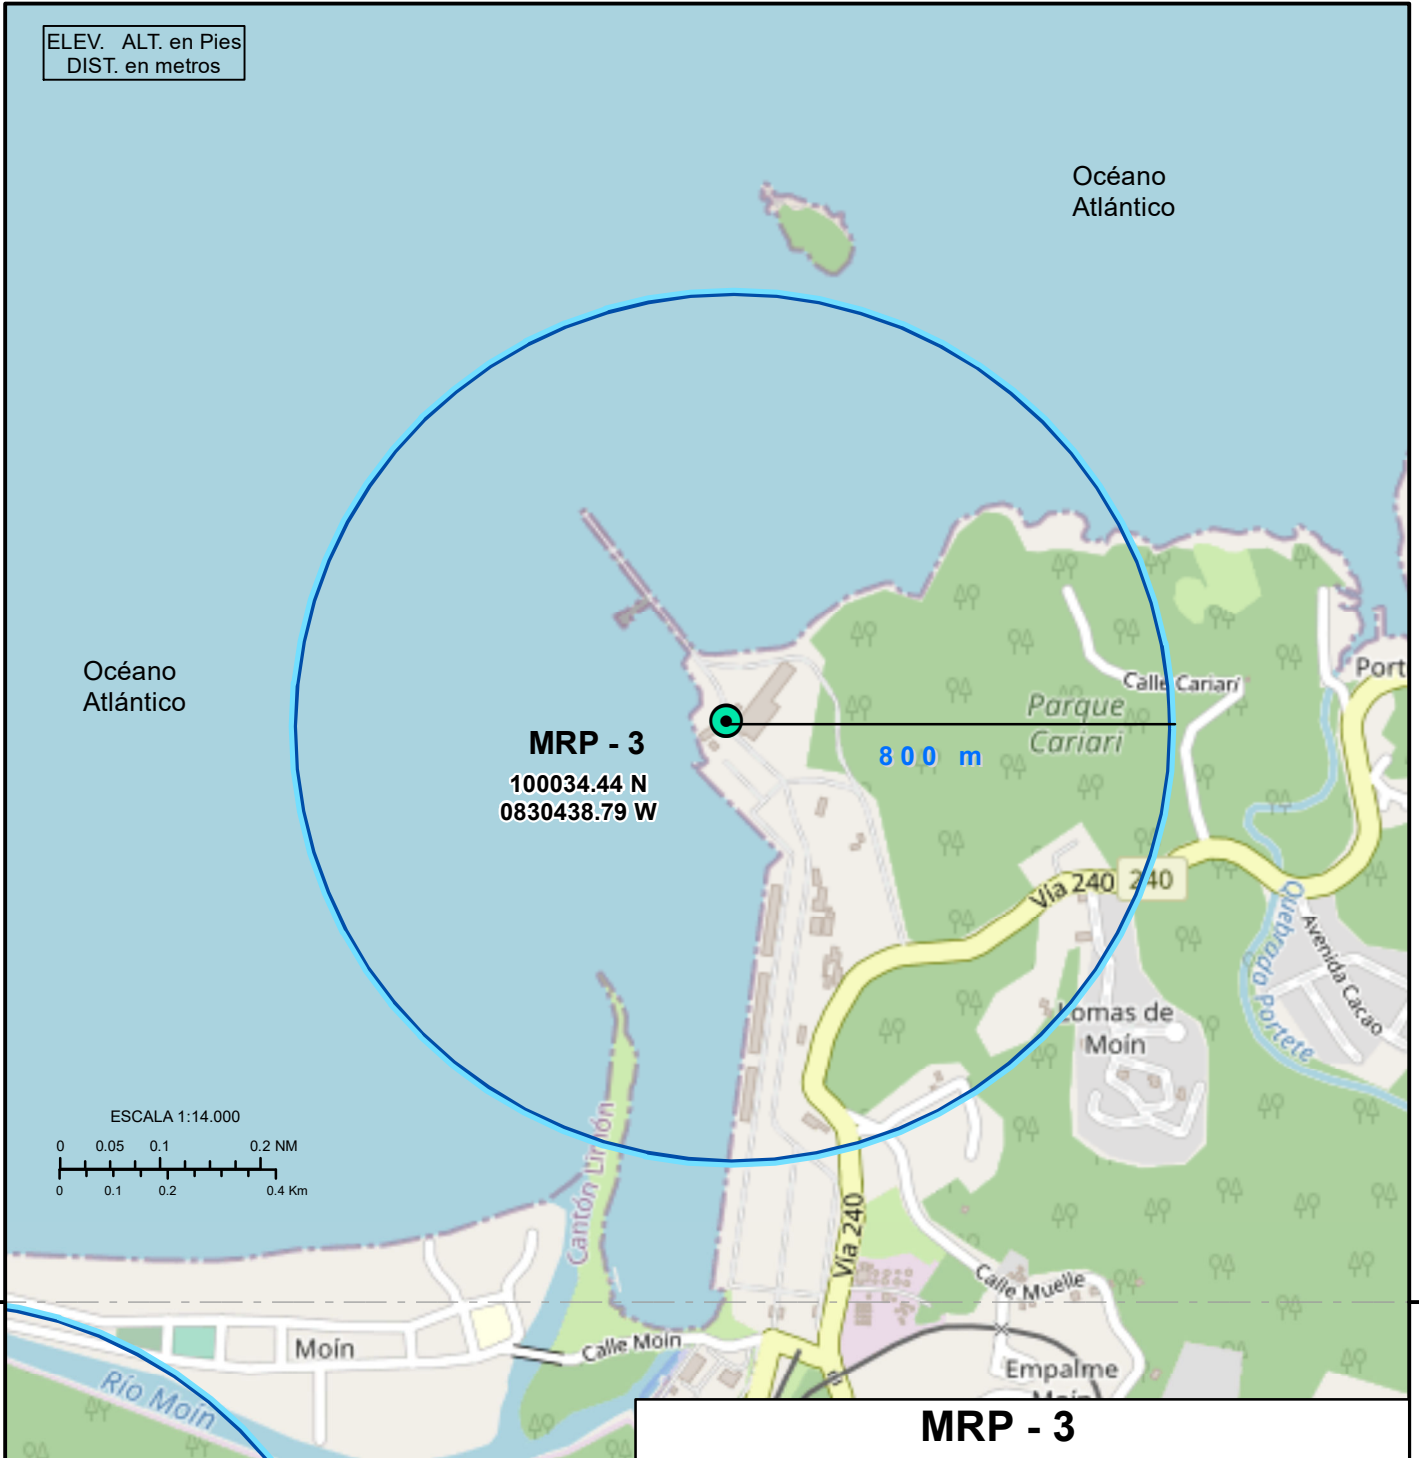 ELEV. ALT. en Pies
DIST. en metros
Océano
Atlántico
Océano
Atlántico
Port
Calle Cariari
Parque
Cariari
MRP - 3
800 m
100034.44 N
0830438.79 W
Vía 240
240
Quebrada Portete
Avenida Cacao
Lomas de
Moín
ESCALA 1:14.000
0 0.05 0.1 0.2 NM
0 0.1 0.2 0.4 Km
Cantón Limón
Vía 240
Calle Muelle
Moín
Calle Moín
Empalme
Moín
Río Moín
MRP - 3